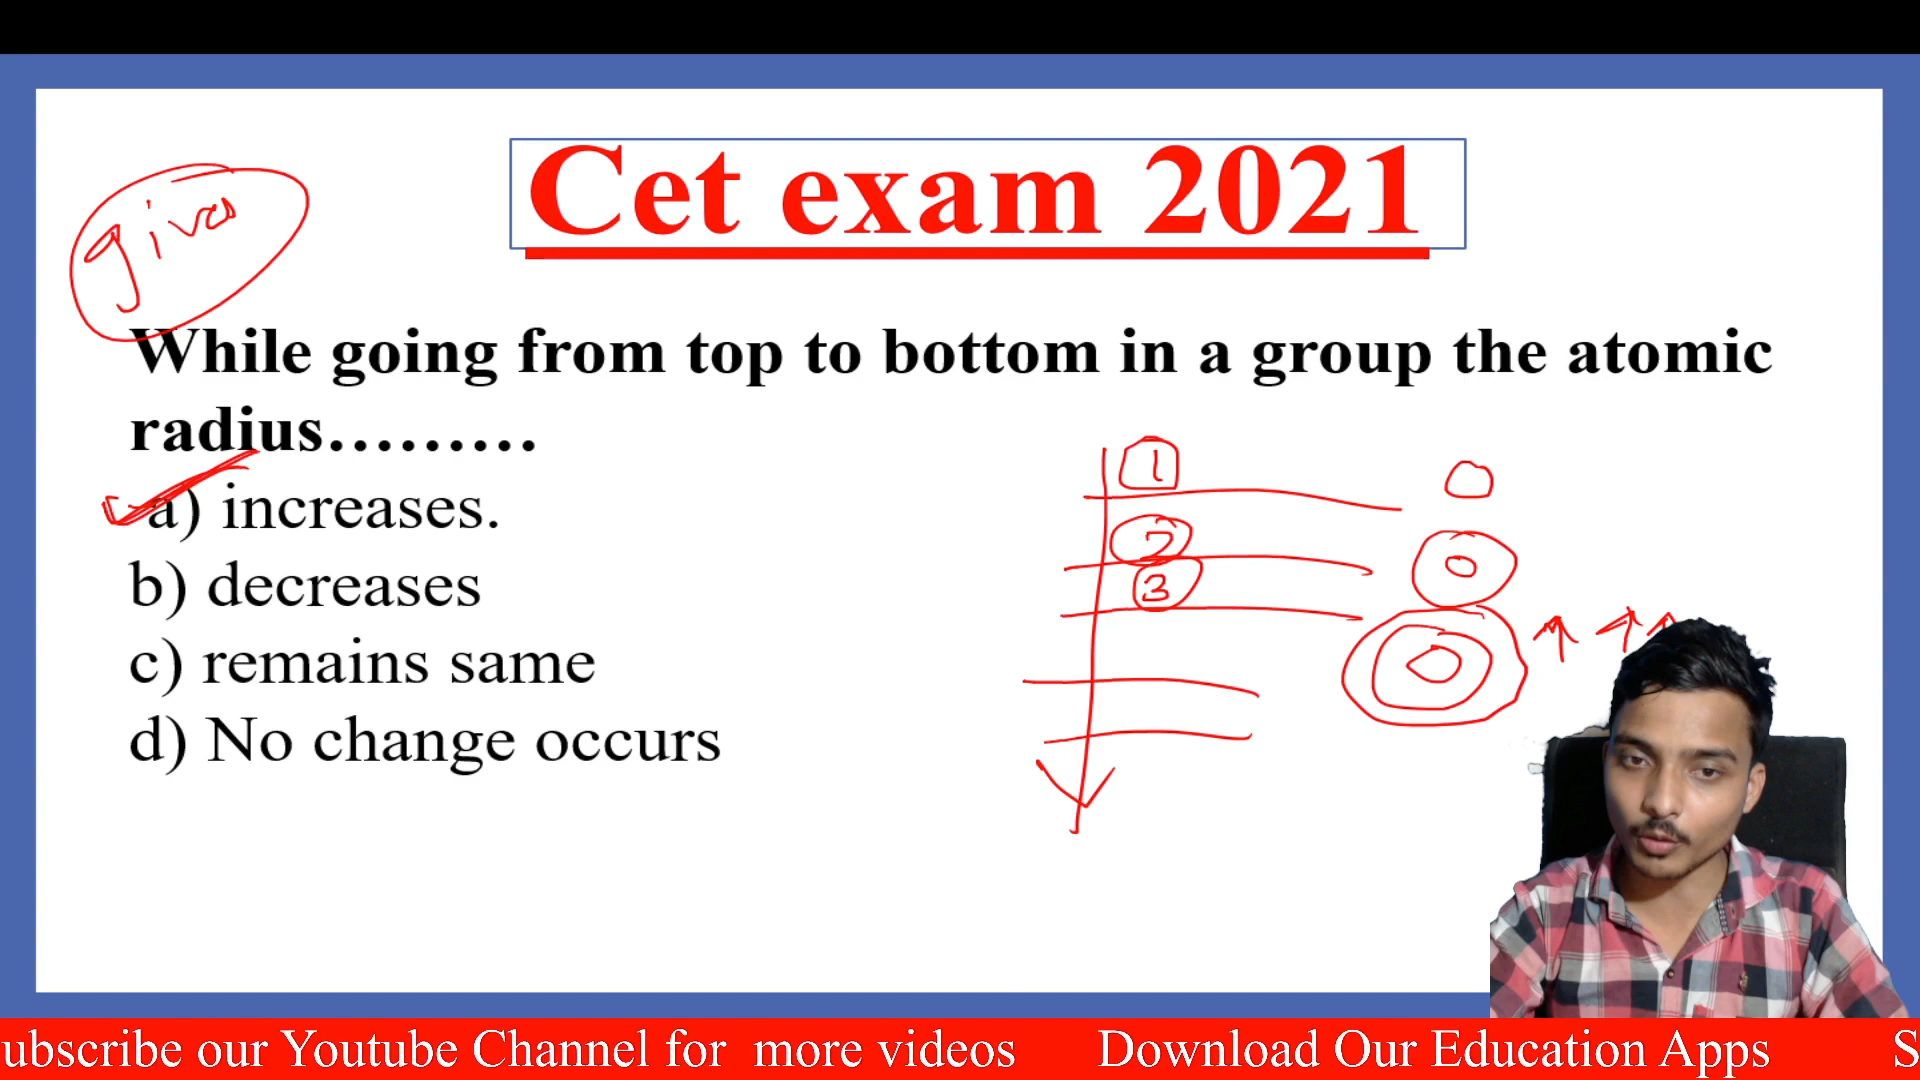 Cet exam 2021
given
While going from top to bottom in a group the atomic
radius.........
a) increases.
b) decreases
c) remains same
d) No change occurs
1
2
3
ubscribe our Youtube Channel for more videos Download Our Education Apps S